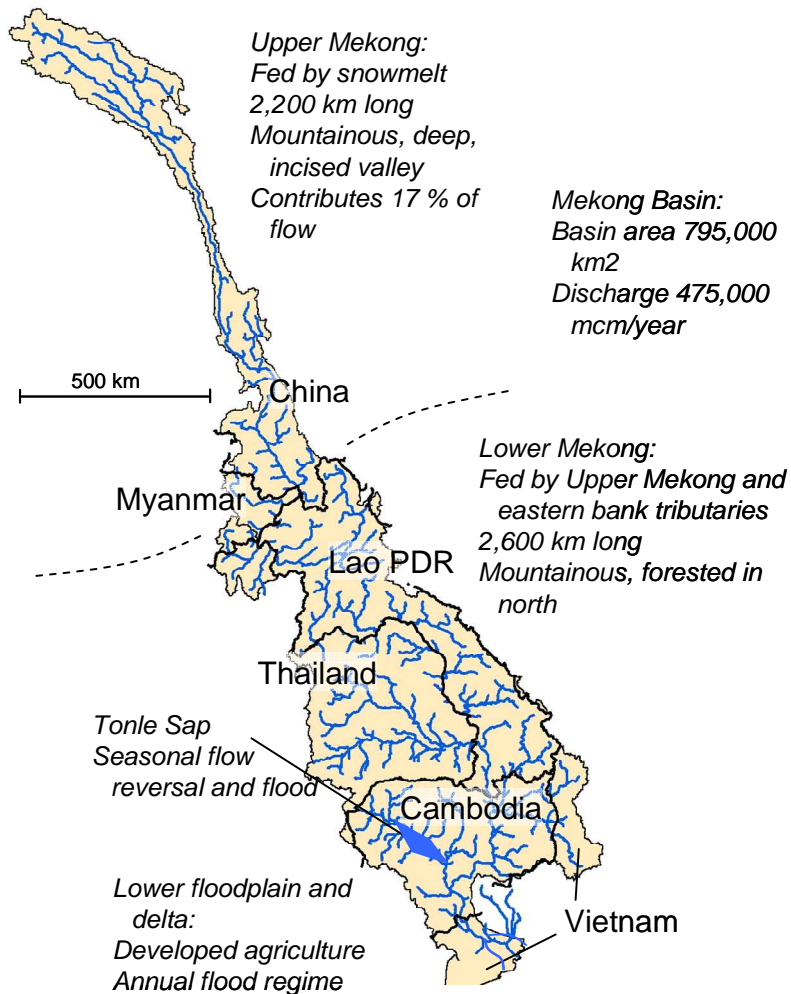 Upper Mekong:
Fed by snowmelt
2,200 km long
Mountainous, deep,
incised valley
Contributes 17 % of
flow
Mekong Basin:
Basin area 795,000
km2
Discharge 475,000
mcm/year
500 km
China
Lower Mekong:
Fed by Upper Mekong and
eastern bank tributaries
2,600 km long
Mountainous, forested in
north
Myanmar
Lao PDR
Thailand
Tonle Sap
Seasonal flow
reversal and flood
Cambodia
Lower floodplain and
delta:
Developed agriculture
Annual flood regime
Vietnam